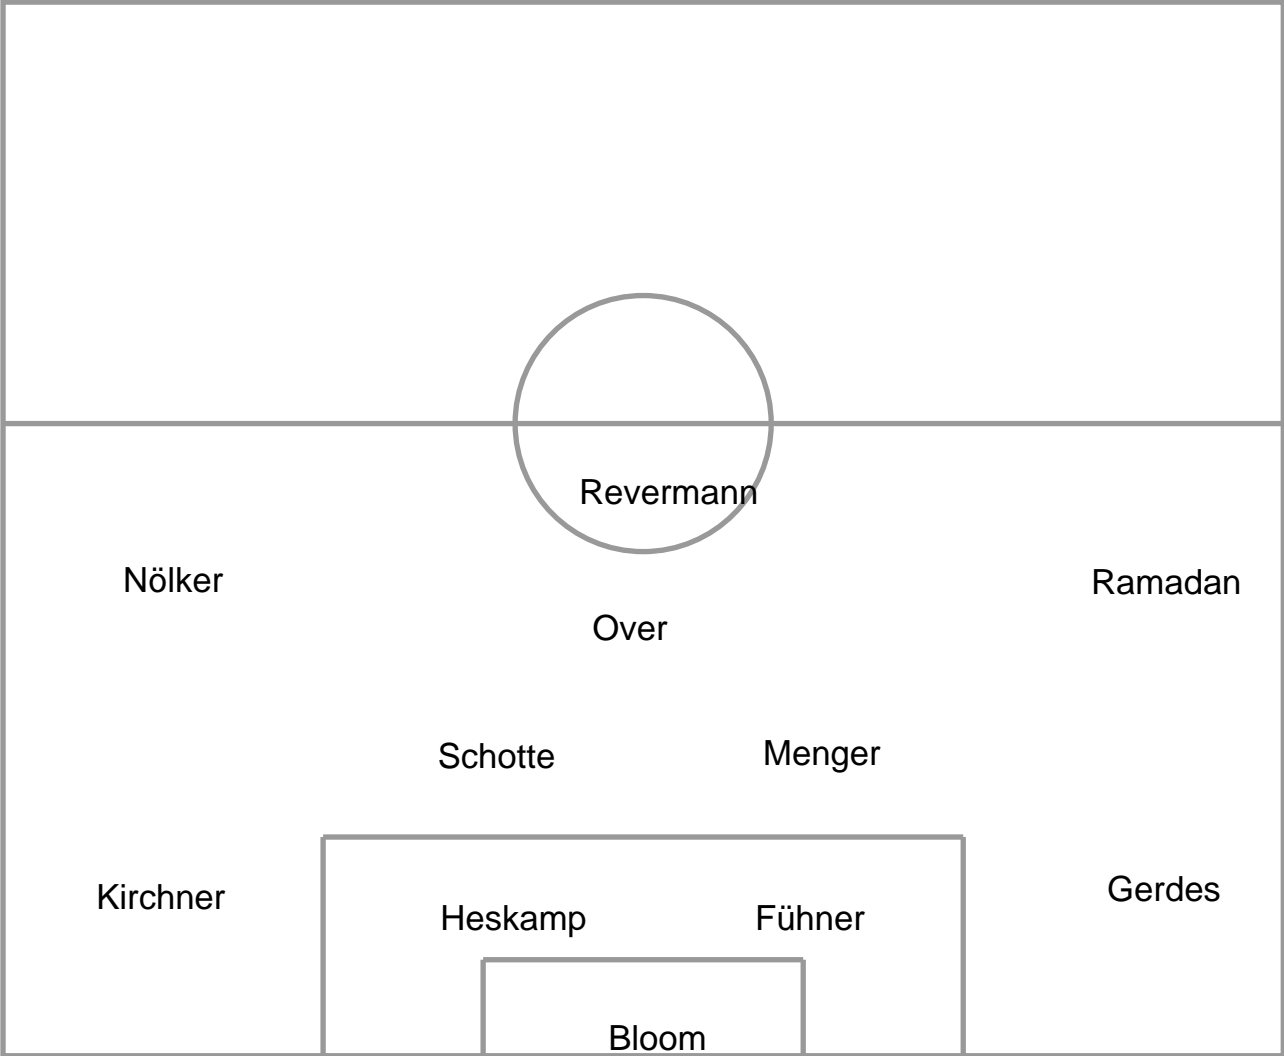 Revermann
Nölker
Ramadan
Over
Schotte
Menger
Kirchner
Gerdes
Heskamp
Fühner
Bloom